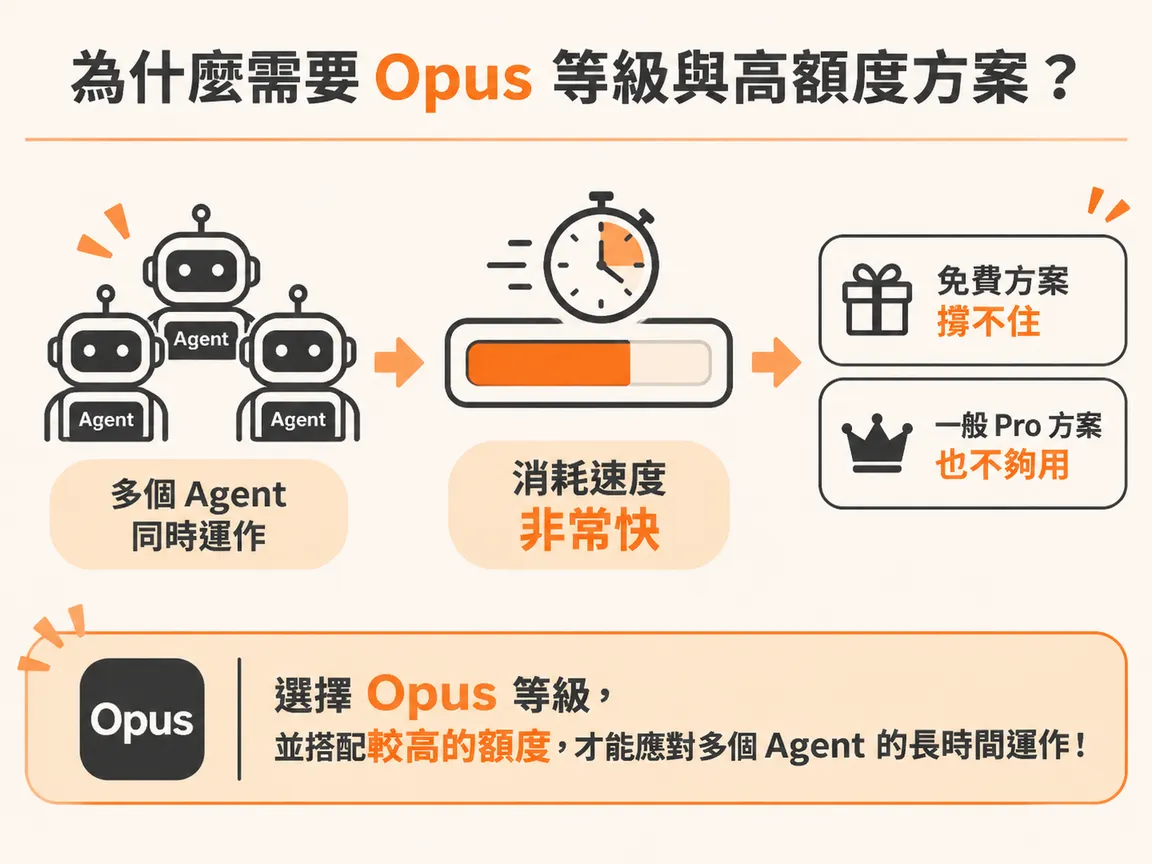 為什麼需要 Opus 等級與高額度方案？
Agent
Agent
Agent
多個 Agent
同時運作
消耗速度
非常快
免費方案
撐不住
一般 Pro 方案
也不夠用
Opus
選擇 Opus 等級，
並搭配較高的額度，才能應對多個 Agent 的長時間運作！